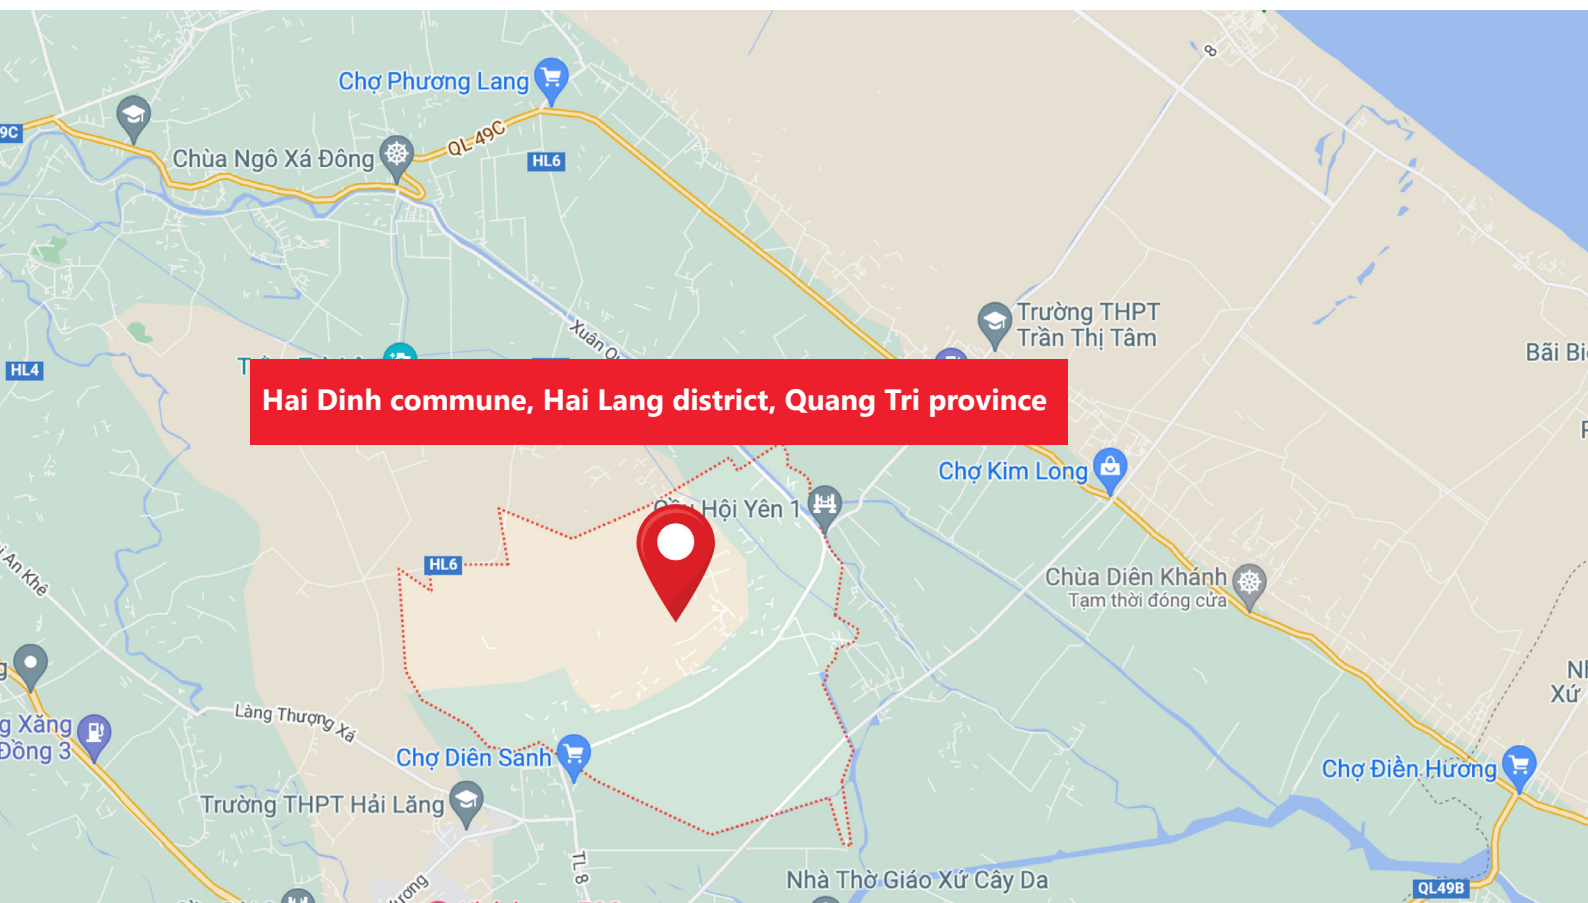 8
Chợ Phương Lang
9C
QL 49C
Chùa Ngô Xá Đông
HL6
Trường THPT
Trần Thị Tâm
Bãi
HL4
Hai Dinh commune, Hai Lang district, Quang Tri province
Chợ Kim Long
Hội Yên 1
HL6
An Khê
Chùa Diên Khánh
Tạm thời đóng cửa
Xứ
Làng Thượng Xá
Xăng
Đồng 3
Chợ Diên Sanh
Chợ Điền Hương
Trường THPT Hải Lăng
TL 8
Nhà Thờ Giáo Xứ Cây Da
QL49B